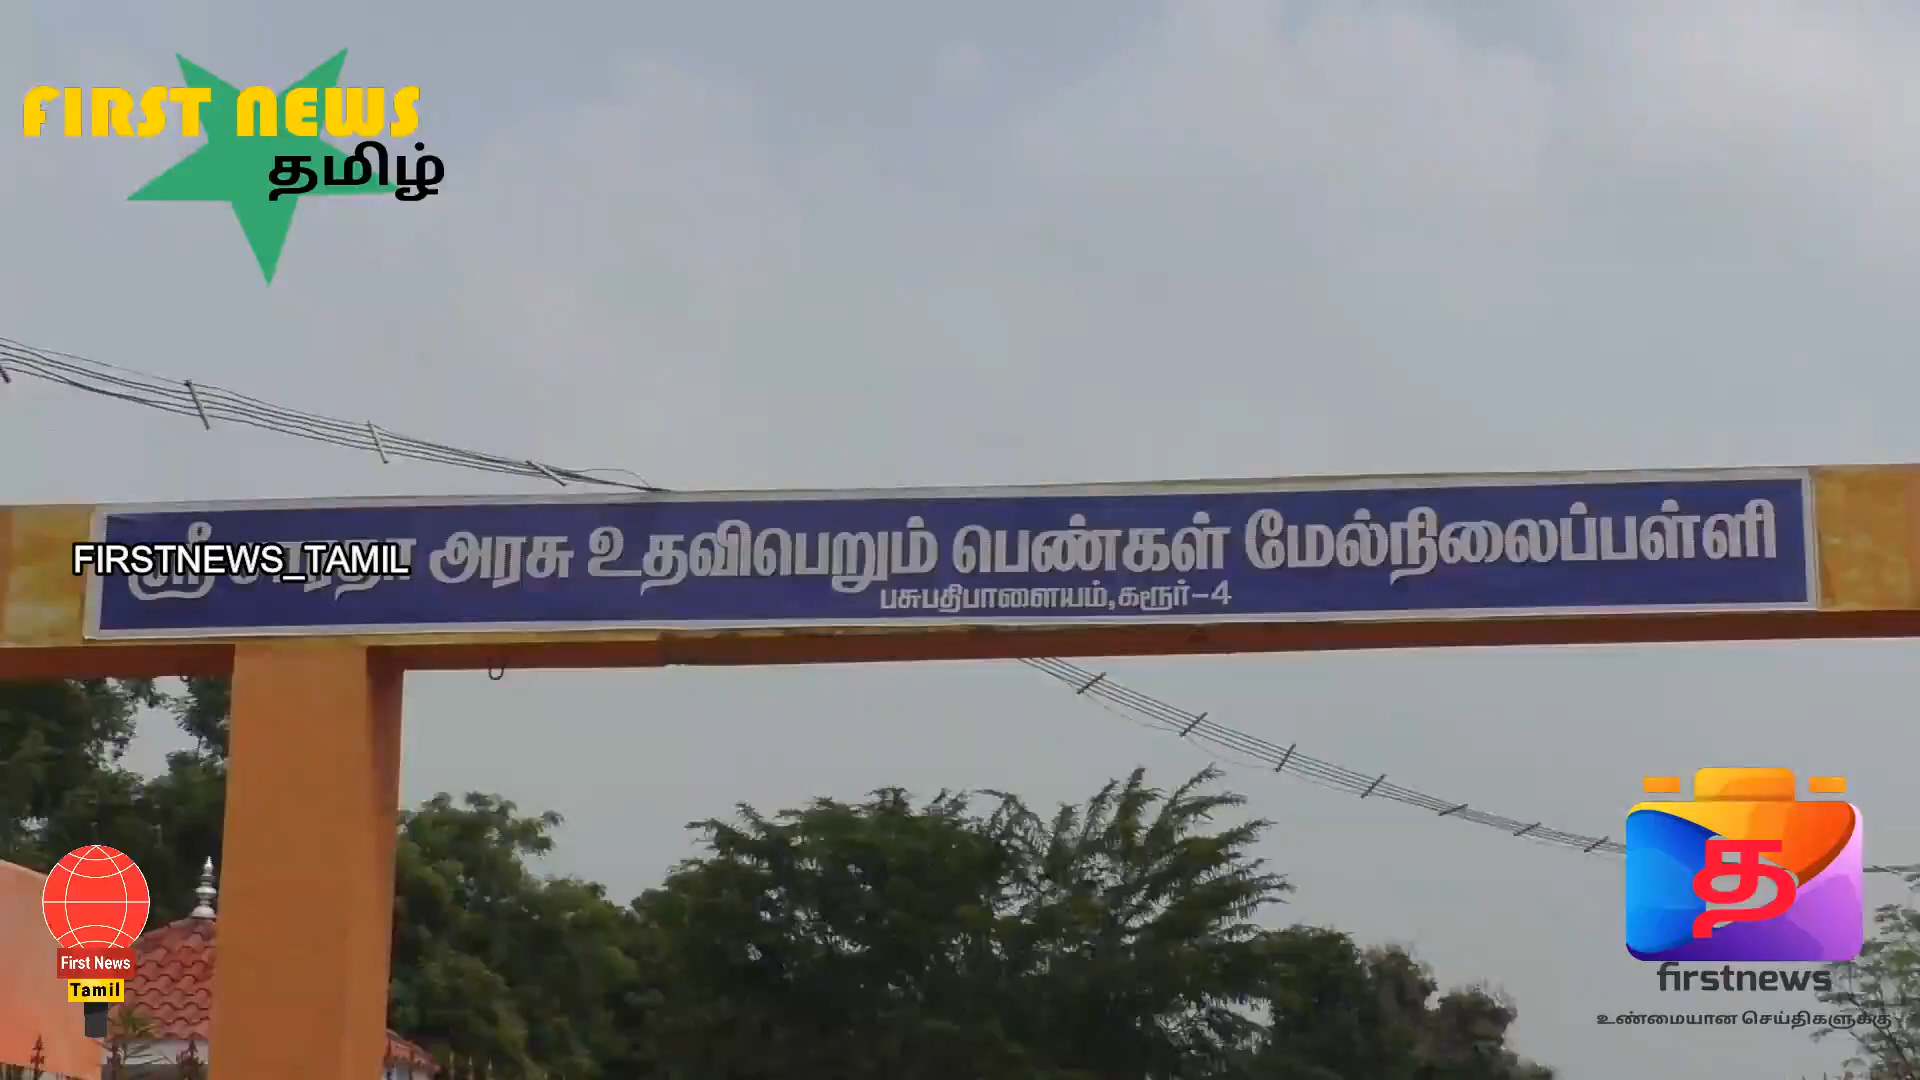 FIRST NEWS
தமிழ்
ஸ்ரீ சாரதா அரசு உதவிபெறும் பெண்கள் மேல்நிலைப்பள்ளி
FIRSTNEWS_TAMIL
பசுபதிபாளையம், கரூர்-4
த
First News
Tamil
firstnews
உண்மையான செய்திகளுக்கு